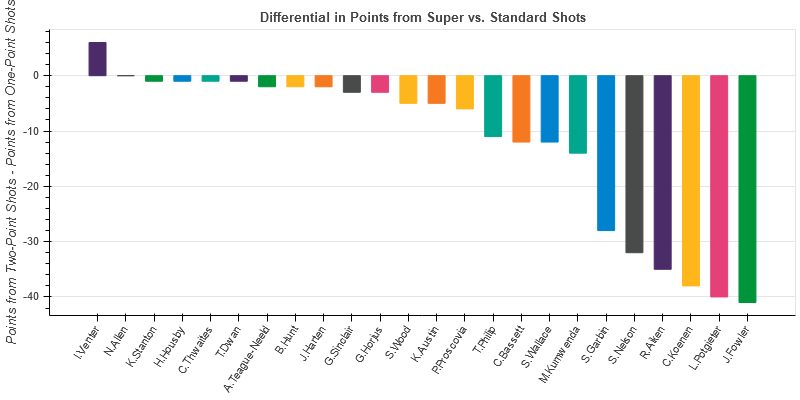 Differential in Points from Super vs. Standard Shots
Points from Two-Point Shots - Points from One-Point Shots
0
-10
-20
-30
-40
I.Venter
N.Allen
K.Stanton
H.Housby
C.Thwaites
T.Dwan
A.Teague-Neeld
B.Hunt
J.Harten
G.Sinclair
G.Horjus
S.Wood
K.Austin
P.Proscovia
T.Philip
C.Bassett
S.Wallace
M.Kumwenda
S.Garbin
S.Nelson
R.Aiken
C.Koenen
L.Potgieter
J.Fowler